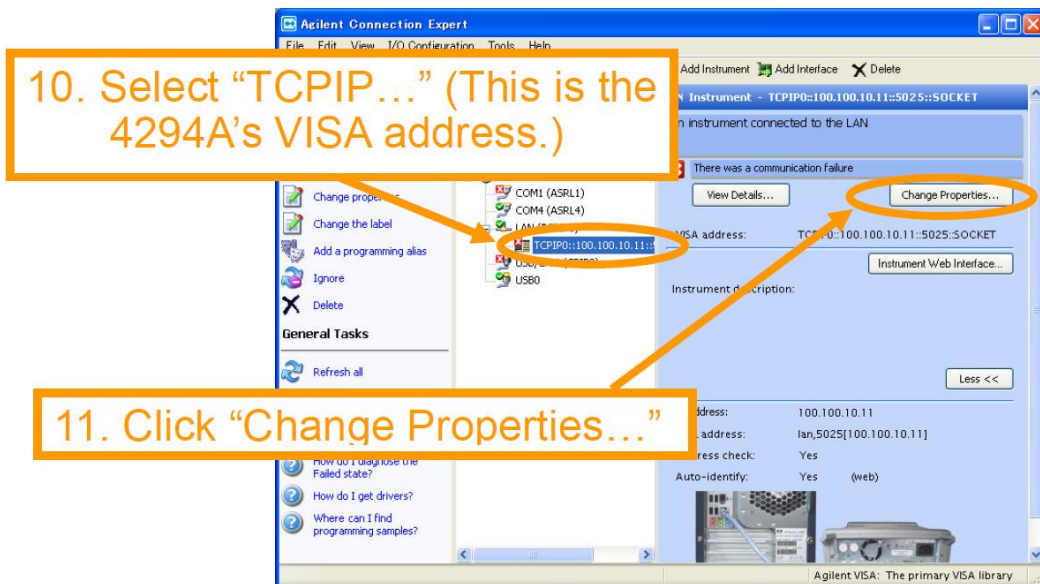 Agilent Connection Expert
File Edit View I/O Configuration Tools Help
10. Select “TCPIP…” (This is the
4294A’s VISA address.)
Add Instrument Add Interface Delete
Instrument - TCPIP0::100.100.10.11::5025::SOCKET
instrument connected to the LAN
There was a communication failure
View Details...
Change Properties...
VISA address: TCPIP0::100.100.10.11::5025::SOCKET
Instrument Web Interface...
Instrument description:
Less <<
Change properties
Change the label
Add a programming alias
Ignore
Delete
General Tasks
Refresh all
COM1 (ASRL1)
COM4 (ASRL4)
LAN
TCPIP0::100.100.10.11::5
USB0
11. Click “Change Properties…”
100.100.10.11
address: lan,5025[100.100.10.11]
check: Yes
Auto-identify: Yes (web)
How do I diagnose the
Failed state?
How do I get drivers?
Where can I find
programming samples?
Agilent VISA: The primary VISA library